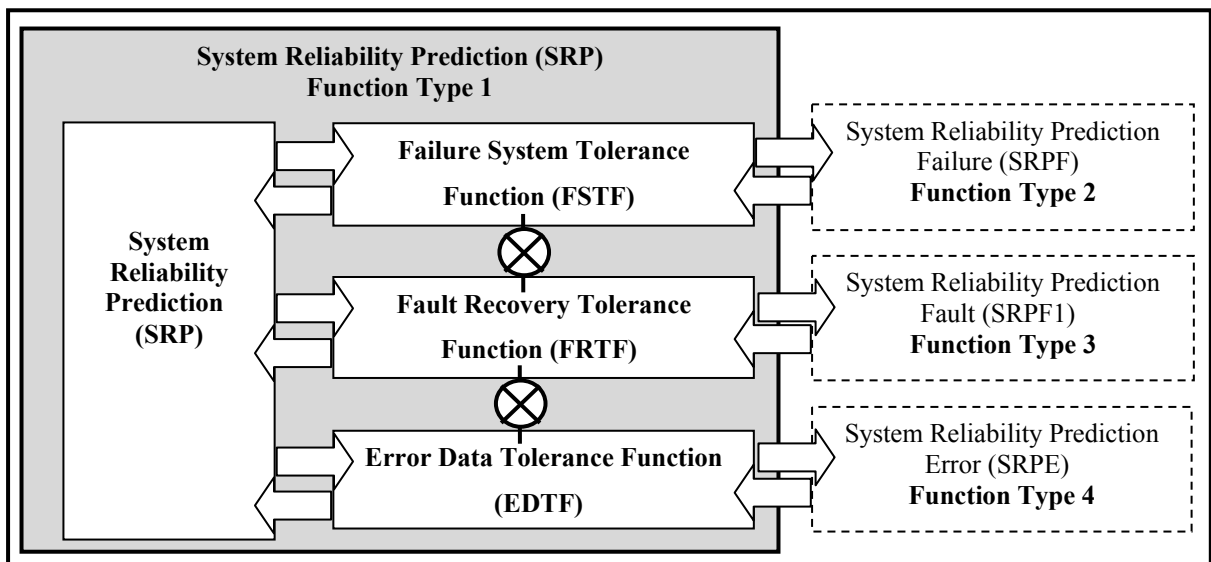 System Reliability Prediction (SRP)
Function Type 1
System
Reliability
Prediction
(SRP)
Failure System Tolerance
Function (FSTF)
Fault Recovery Tolerance
Function (FRTF)
Error Data Tolerance Function
(EDTF)
System Reliability Prediction
Failure (SRPF)
Function Type 2
System Reliability Prediction
Fault (SRPF1)
Function Type 3
System Reliability Prediction
Error (SRPE)
Function Type 4